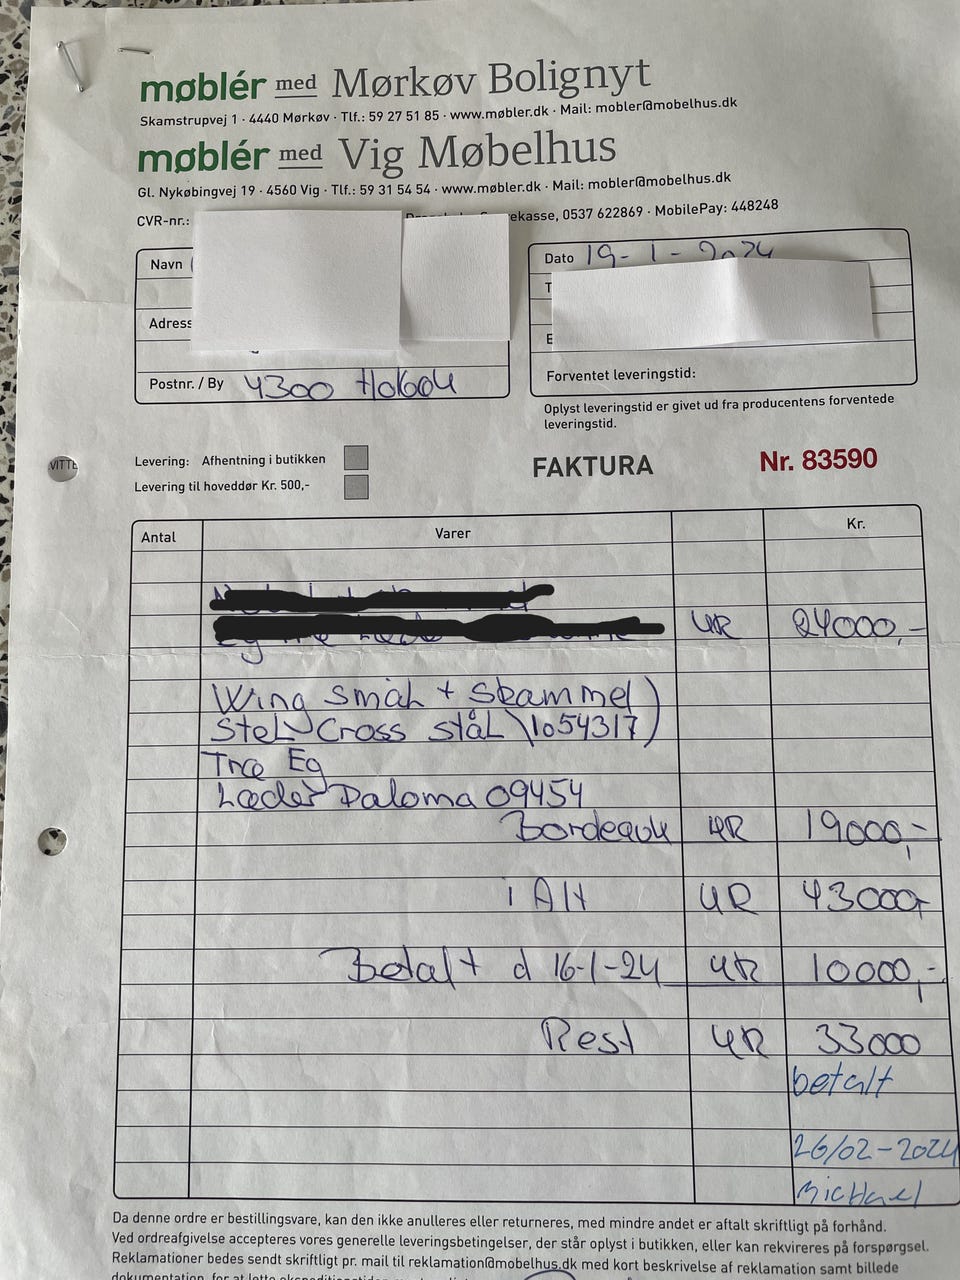 møblér med Mørkøv Bolignyt
Skamstrupvej 1 · 4440 Mørkøv · Tlf.: 59 27 51 85 · www.møbler.dk · Mail: mobler@mobelhus.dk
møblér med Vig Møbelhus
Gl. Nykøbingvej 19 · 4560 Vig · Tlf.: 59 31 54 54 · www.møbler.dk · Mail: mobler@mobelhus.dk
CVR-nr.: 0537 622869 · MobilePay: 448248
Navn
Dato 19-1-2024
Adress
Postnr. / By 4300 Holbæk
Forventet leveringstid:
Oplyst leveringstid er givet ud fra producentens forventede
leveringstid.
VITTE
Levering: Afhentning i butikken
Levering til hoveddør Kr. 500,-
FAKTURA
Nr. 83590
Antal Varer Kr.
KR 24000,-
Wing Smal + Skammel
Stel Cross stål 1054317
Træ Eg
Læder Paloma 09454
Bordeaux KR 19000,-
i Alt KR 43000,-
Betalt d 16-1-24 KR 10000,-
Rest KR 33000
betalt
26/02-2024
Michael
Da denne ordre er bestillingsvare, kan den ikke anulleres eller returneres, med mindre andet er aftalt skriftligt på forhånd.
Ved ordreafgivelse accepteres vores generelle leveringsbetingelser, der står oplyst i butikken, eller kan rekvireres på forspørgsel.
Reklamationer bedes sendt skriftligt pr. mail til reklamation@mobelhus.dk med kort beskrivelse af reklamation samt billede